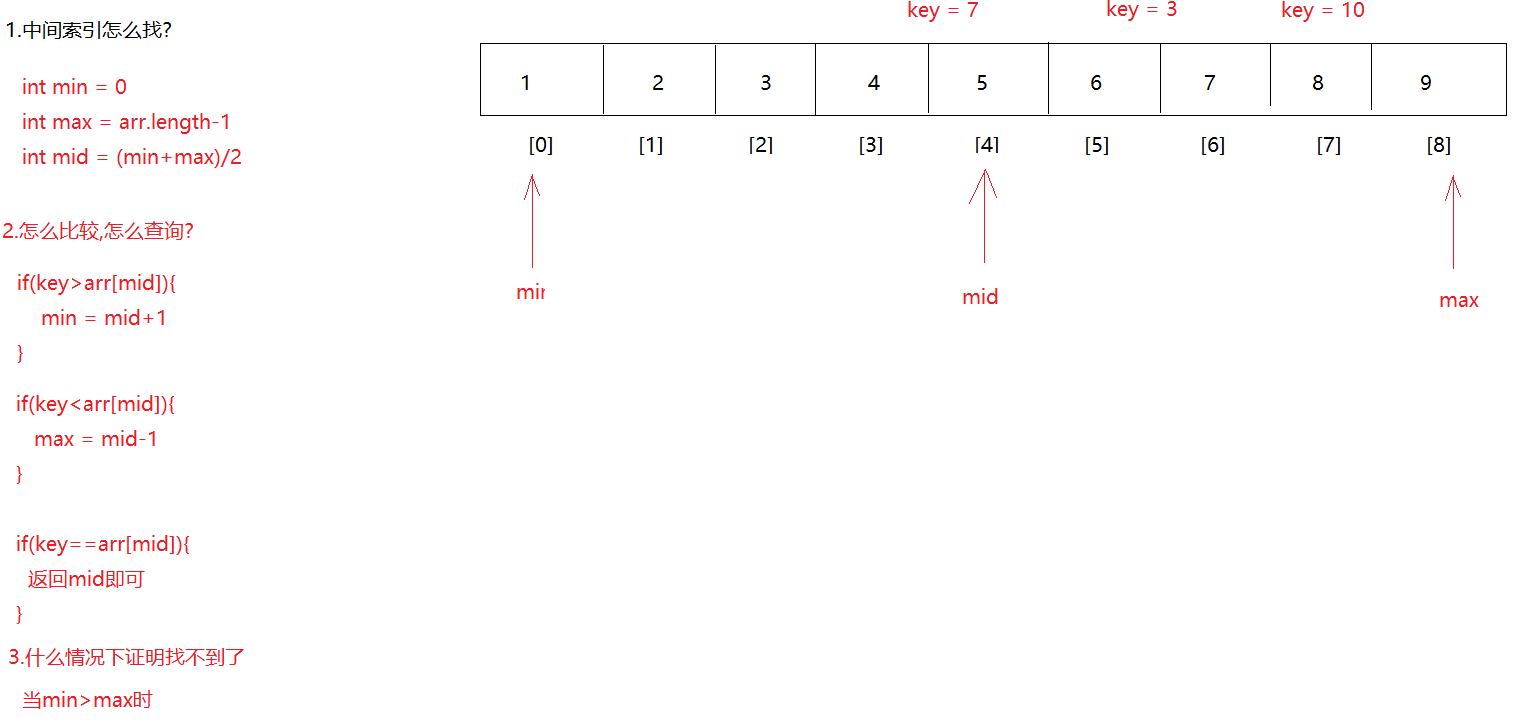 1.中间索引怎么找?
int min = 0
int max = arr.length-1
int mid = (min+max)/2
2.怎么比较,怎么查询?
if(key>arr[mid]){
min = mid+1
}
if(key<arr[mid]){
max = mid-1
}
if(key==arr[mid]){
返回mid即可
}
3.什么情况下证明找不到了
当min>max时
key = 7 key = 3 key = 10
1 2 3 4 5 6 7 8 9
[0] [1] [2] [3] [4] [5] [6] [7] [8]
min mid max